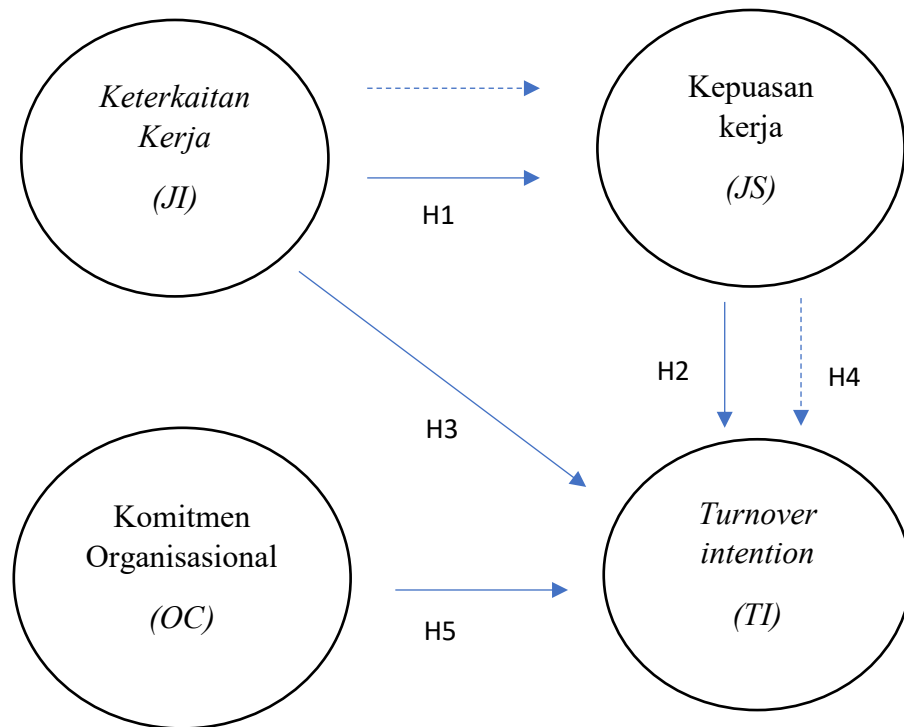 Keterkaitan
Kerja
(JI)
Kepuasan
kerja
(JS)
H1
H2
H4
H3
Komitmen
Organisasional
(OC)
H5
Turnover
intention
(TI)